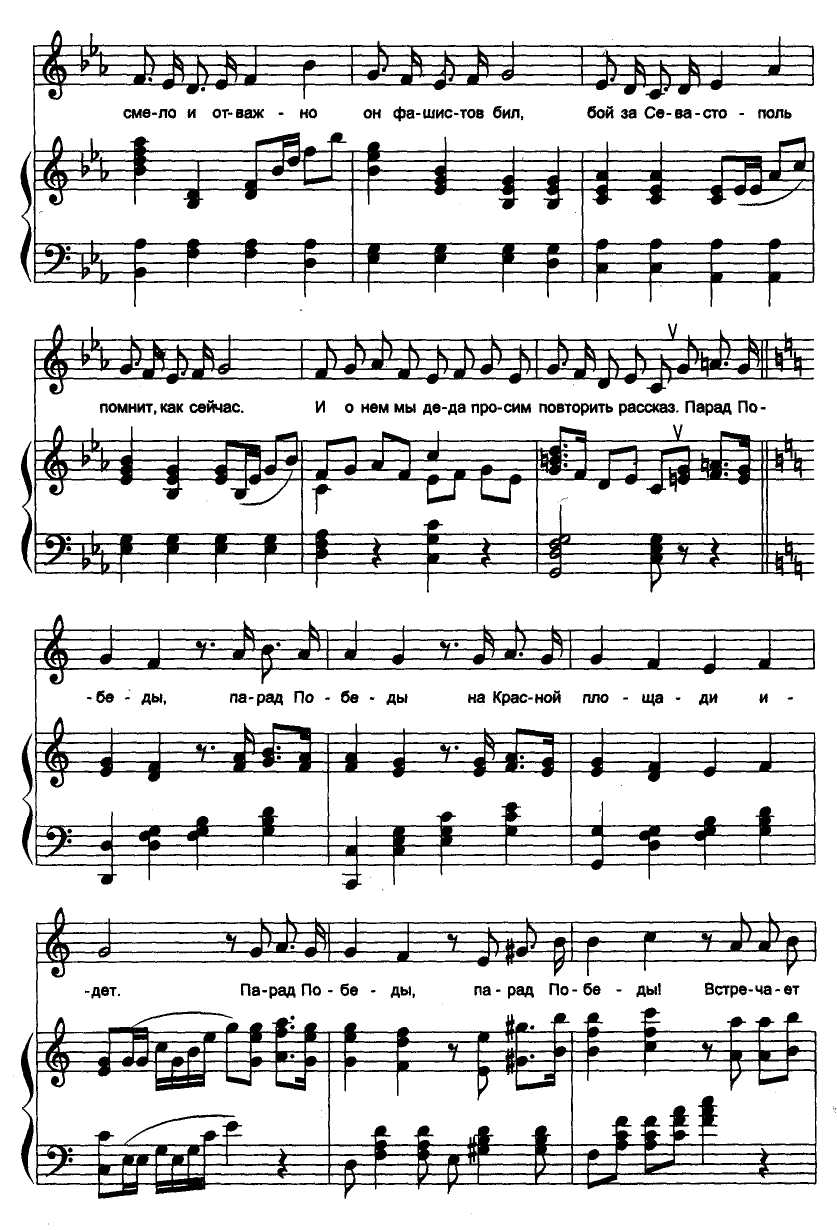 смело и от-важ - но он фа-шис-тов бил, бой за Се-ва-сто - поль
помнит, как сейчас. И о нем мы де-да про-сим повторить рассказ. Парад По-
-бе - ды, па-рад По - бе - ды на Крас-ной пло - ща - ди и -
-дет. Па-рад По - бе - ды, па-рад По - бе - ды! Встре-ча-ет